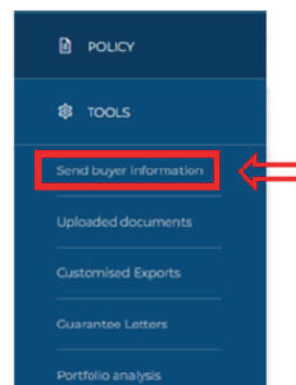 POLICY
TOOLS
Send buyer information
Uploaded documents
Customised Exports
Guarantee Letters
Portfolio analysis